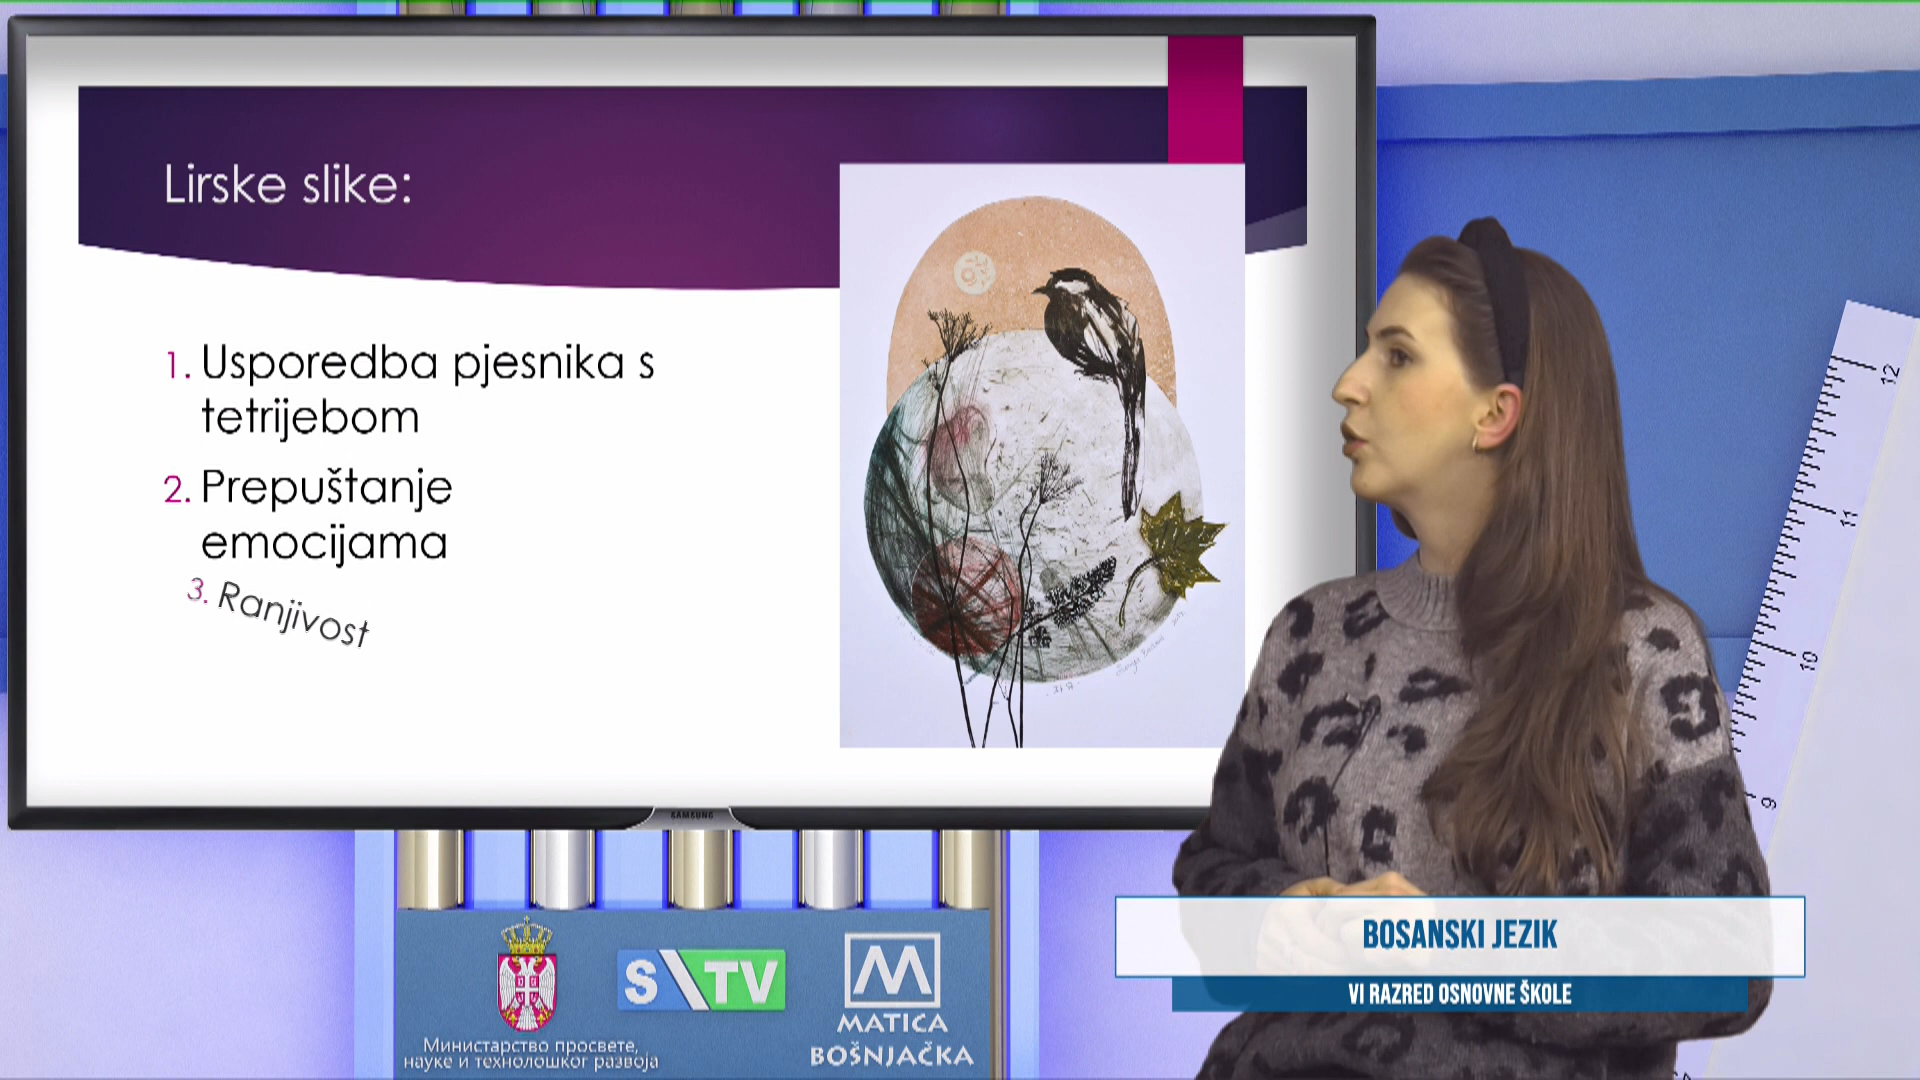 Lirske slike:
1. Usporedba pjesnika s
tetrijebom
2. Prepuštanje
emocijama
3. Ranjivost
SAMSUNG
12
11
10
9
BOSANSKI JEZIK
VI RAZRED OSNOVNE ŠKOLE
S TV
MATICA
BOŠNJAČKA
Министарство просвете,
науке и технолошког развоја